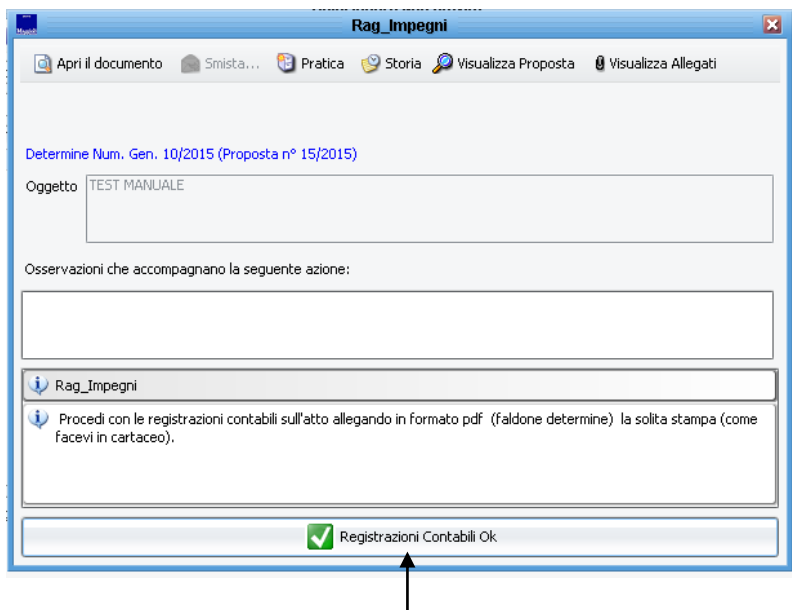 Rag_Impegni
Apri il documento Smista... Pratica Storia Visualizza Proposta Visualizza Allegati
Determine Num. Gen. 10/2015 (Proposta n° 15/2015)
Oggetto TEST MANUALE
Osservazioni che accompagnano la seguente azione:
Rag_Impegni
Procedi con le registrazioni contabili sull'atto allegando in formato pdf (faldone determine) la solita stampa (come
facevi in cartaceo).
Registrazioni Contabili Ok